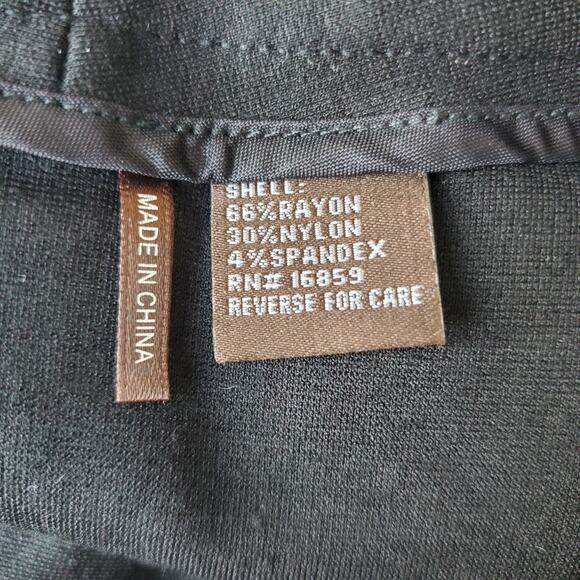 MADE IN CHINA
SHELL:
66%RAYON
30%NYLON
4%SPANDEX
RN# 16859
REVERSE FOR CARE